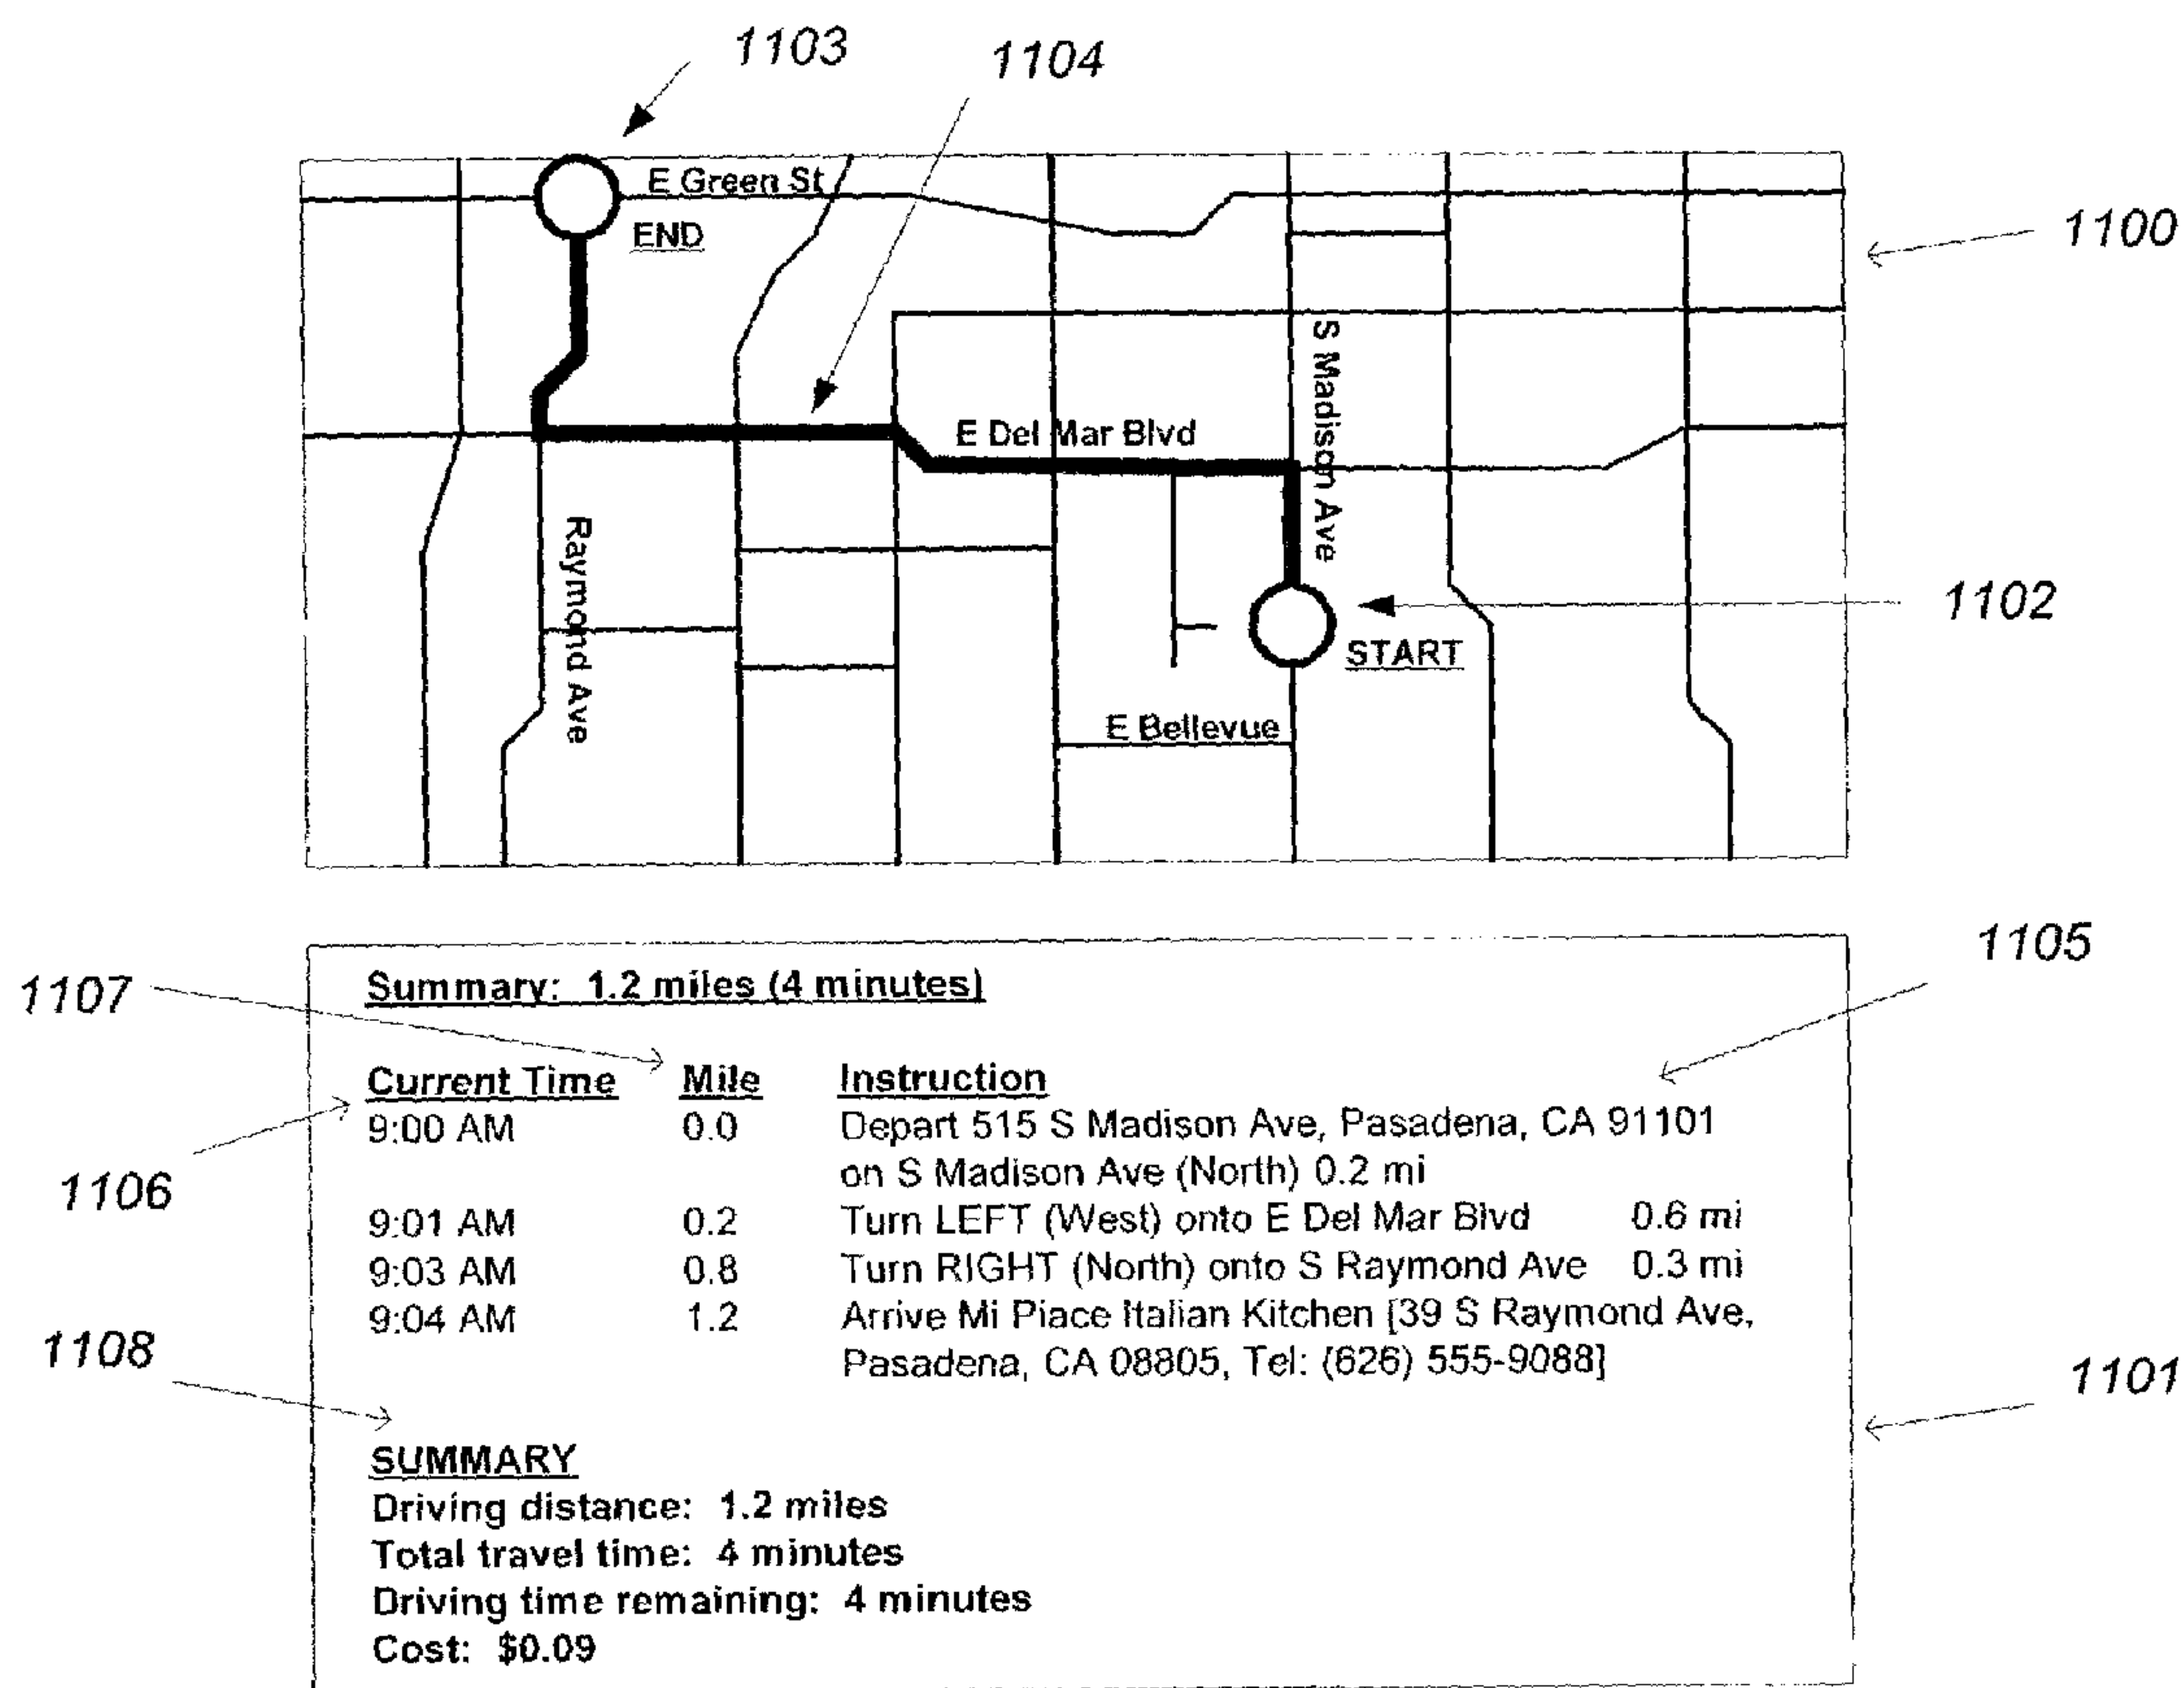 1103
1104
E Green St
END
1100
S Madison Ave
E Del Mar Blvd
Raymond Ave
1102
START
E Bellevue
1105
1107
Summary: 1.2 miles (4 minutes)
Current Time Mile Instruction
9:00 AM 0.0 Depart 515 S Madison Ave, Pasadena, CA 91101
on S Madison Ave (North) 0.2 mi
1106
9:01 AM 0.2 Turn LEFT (West) onto E Del Mar Blvd 0.6 mi
9:03 AM 0.8 Turn RIGHT (North) onto S Raymond Ave 0.3 mi
9:04 AM 1.2 Arrive Mi Piace Italian Kitchen [39 S Raymond Ave,
Pasadena, CA 08805, Tel: (626) 555-9088]
1108
1101
SUMMARY
Driving distance: 1.2 miles
Total travel time: 4 minutes
Driving time remaining: 4 minutes
Cost: $0.09